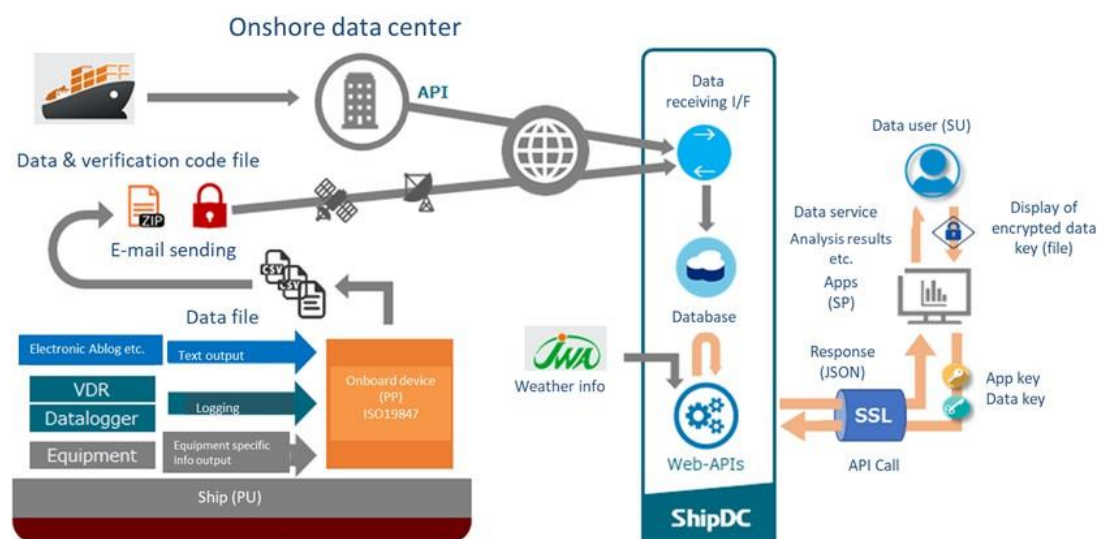 Onshore data center
API
Data
receiving I/F
Data user (SU)
Data & verification code file
ZIP
E-mail sending
CSV
CSV
Data service
Analysis results
etc.
Apps
(SP)
Display of
encrypted data
key (file)
Data file
Database
Electronic Ablog etc.
Text output
VDR
Datalogger
Logging
Equipment
Equipment specific
info output
Onboard device
(PP)
ISO19847
Ship (PU)
JWA
Weather info
Response
(JSON)
SSL
App key
Data key
API Call
Web-APIs
ShipDC